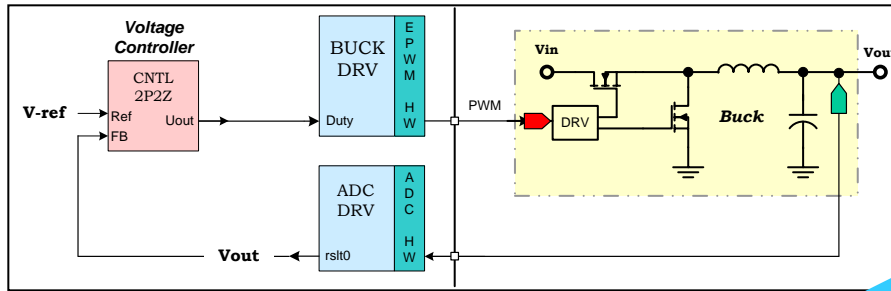 Voltage
Controller
CNTL
2P2Z
Ref
FB
Uout
V-ref
BUCK
DRV
Duty
E
P
W
M
H
W
PWM
ADC
DRV
rslt0
A
D
C
H
W
Vout
Vin
DRV
Buck
Vou